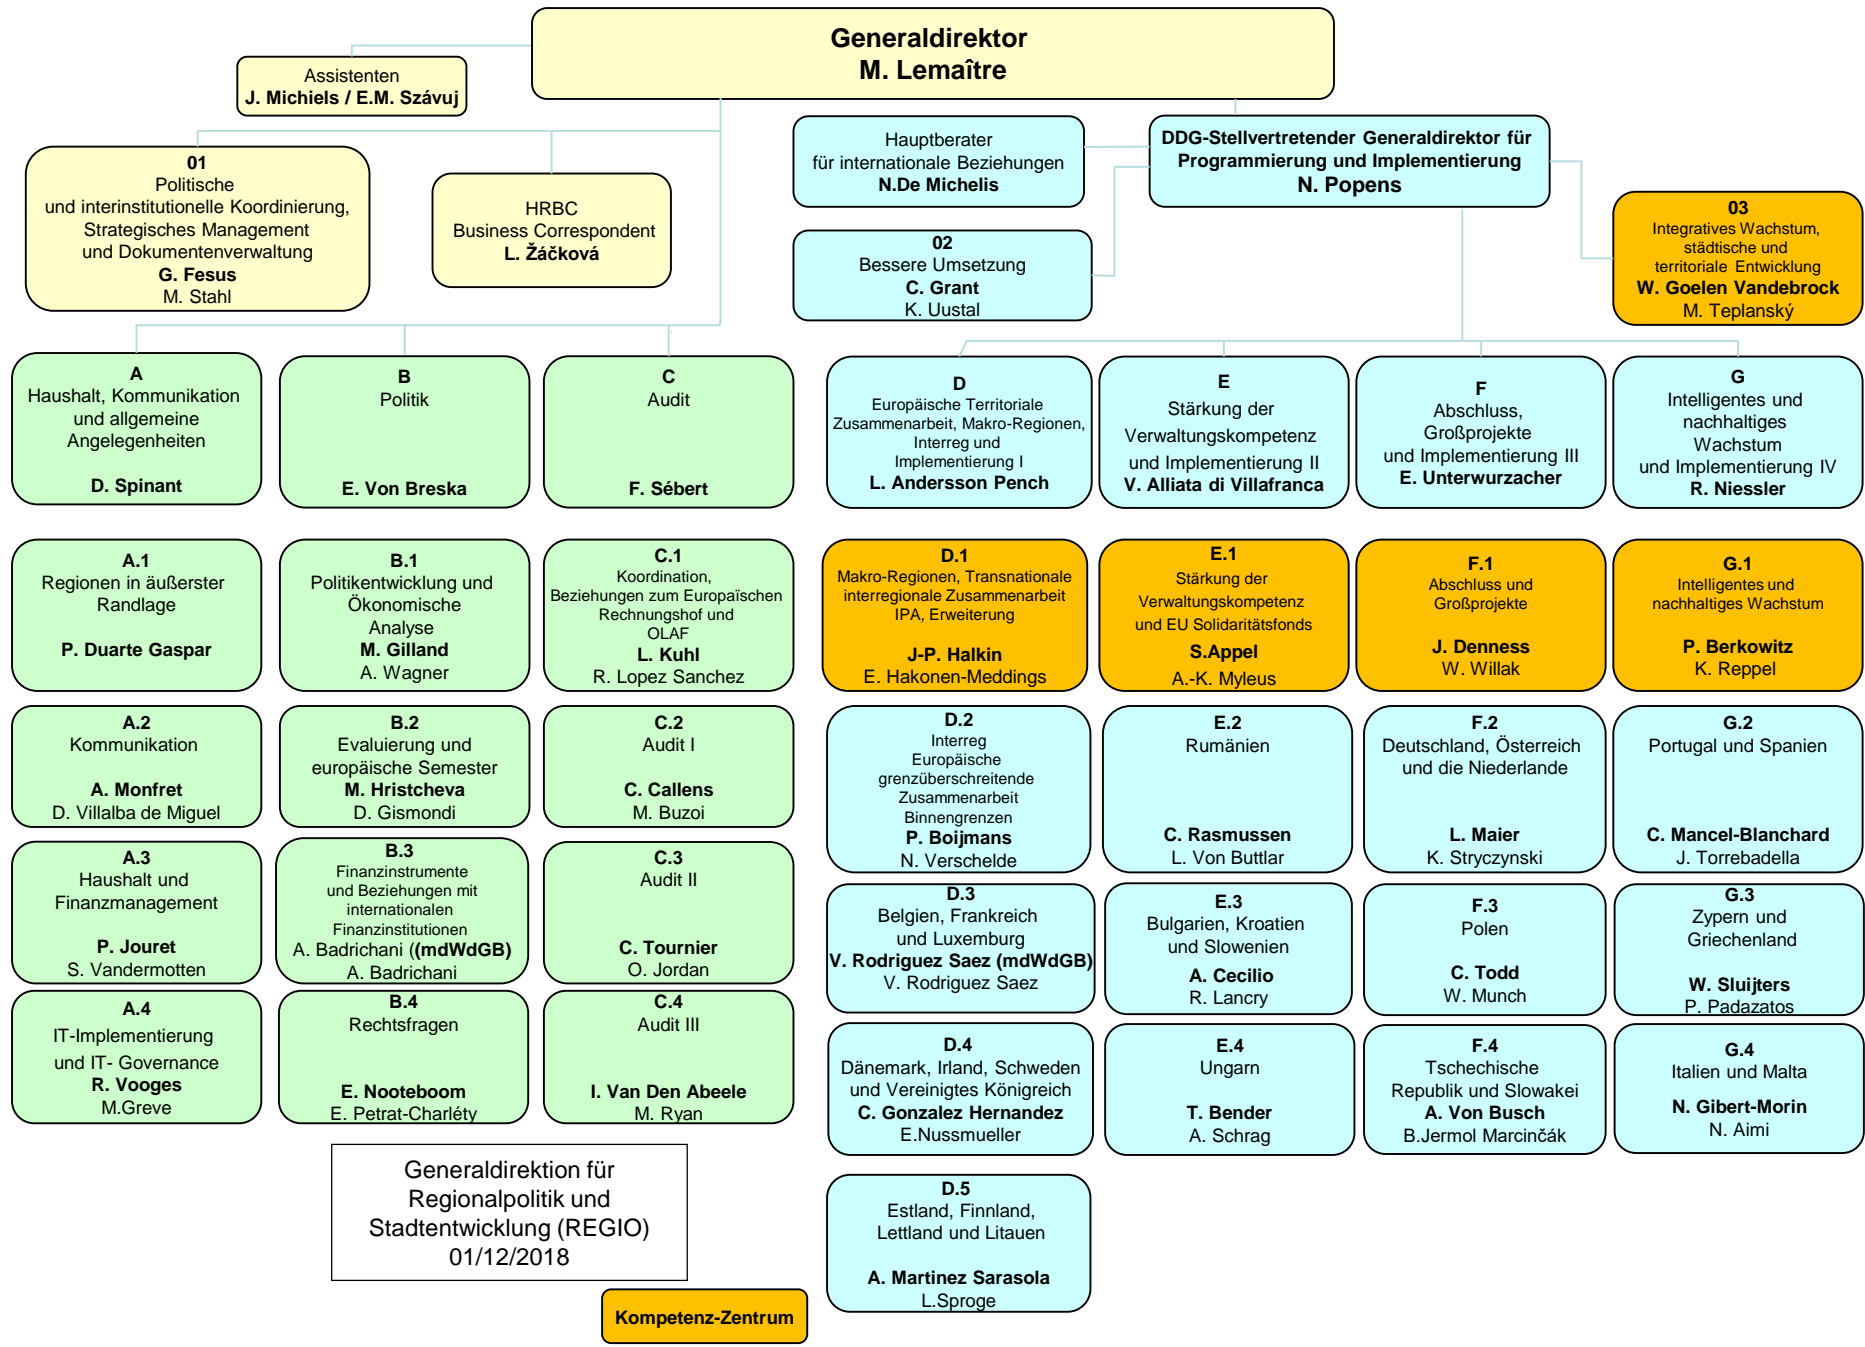 Generaldirektor
M. Lemaître
Assistenten
J. Michiels / E.M. Szávuj
01
Politische
und interinstitutionelle Koordinierung,
Strategisches Management
und Dokumentenverwaltung
G. Fesus
M. Stahl
HRBC
Business Correspondent
L. Žáčková
Hauptberater
für internationale Beziehungen
N.De Michelis
DDG-Stellvertretender Generaldirektor für
Programmierung und Implementierung
N. Popens
02
Bessere Umsetzung
C. Grant
K. Uustal
03
Integratives Wachstum,
städtische und
territoriale Entwicklung
W. Goelen Vandebrock
M. Teplanský
A
Haushalt, Kommunikation
und allgemeine
Angelegenheiten
D. Spinant
B
Politik
E. Von Breska
C
Audit
F. Sébert
D
Europäische Territoriale
Zusammenarbeit, Makro-Regionen,
Interreg und
Implementierung I
L. Andersson Pench
E
Stärkung der
Verwaltungskompetenz
und Implementierung II
V. Alliata di Villafranca
F
Abschluss,
Großprojekte
und Implementierung III
E. Unterwurzacher
G
Intelligentes und
nachhaltiges
Wachstum
und Implementierung IV
R. Niessler
A.1
Regionen in äußerster
Randlage
P. Duarte Gaspar
B.1
Politikentwicklung und
Ökonomische
Analyse
M. Gilland
A. Wagner
C.1
Koordination,
Beziehungen zum Europaïschen
Rechnungshof und
OLAF
L. Kuhl
R. Lopez Sanchez
D.1
Makro-Regionen, Transnationale
interregionale Zusammenarbeit
IPA, Erweiterung
J-P. Halkin
E. Hakonen-Meddings
E.1
Stärkung der
Verwaltungskompetenz
und EU Solidaritätsfonds
S.Appel
A.-K. Myleus
F.1
Abschluss und
Großprojekte
J. Denness
W. Willak
G.1
Intelligentes und
nachhaltiges Wachstum
P. Berkowitz
K. Reppel
A.2
Kommunikation
A. Monfret
D. Villalba de Miguel
B.2
Evaluierung und
europäische Semester
M. Hristcheva
D. Gismondi
C.2
Audit I
C. Callens
M. Buzoi
D.2
Interreg
Europäische
grenzüberschreitende
Zusammenarbeit
Binnengrenzen
P. Boijmans
N. Verschelde
E.2
Rumänien
C. Rasmussen
L. Von Buttlar
F.2
Deutschland, Österreich
und die Niederlande
L. Maier
K. Stryczynski
G.2
Portugal und Spanien
C. Mancel-Blanchard
J. Torrebadella
A.3
Haushalt und
Finanzmanagement
P. Jouret
S. Vandermotten
B.3
Finanzinstrumente
und Beziehungen mit
internationalen
Finanzinstitutionen
A. Badrichani ((mdWdGB)
A. Badrichani
C.3
Audit II
C. Tournier
O. Jordan
D.3
Belgien, Frankreich
und Luxemburg
V. Rodriguez Saez (mdWdGB)
V. Rodriguez Saez
E.3
Bulgarien, Kroatien
und Slowenien
A. Cecilio
R. Lancry
F.3
Polen
C. Todd
W. Munch
G.3
Zypern und
Griechenland
W. Sluijters
P. Padazatos
A.4
IT-Implementierung
und IT- Governance
R. Vooges
M.Greve
B.4
Rechtsfragen
E. Nooteboom
E. Petrat-Charléty
C.4
Audit III
I. Van Den Abeele
M. Ryan
D.4
Dänemark, Irland, Schweden
und Vereinigtes Königreich
C. Gonzalez Hernandez
E.Nussmueller
E.4
Ungarn
T. Bender
A. Schrag
F.4
Tschechische
Republik und Slowakei
A. Von Busch
B.Jermol Marcinčák
G.4
Italien und Malta
N. Gibert-Morin
N. Aimi
D.5
Estland, Finnland,
Lettland und Litauen
A. Martinez Sarasola
L.Sproge
Generaldirektion für
Regionalpolitik und
Stadtentwicklung (REGIO)
01/12/2018
Kompetenz-Zentrum